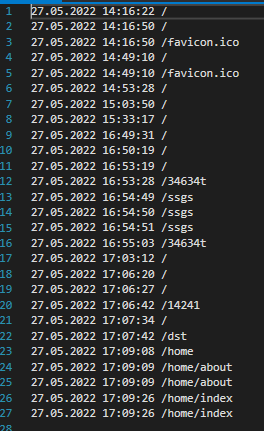 1 27.05.2022 14:16:22 /
2 27.05.2022 14:16:50 /
3 27.05.2022 14:16:50 /favicon.ico
4 27.05.2022 14:49:10 /
5 27.05.2022 14:49:10 /favicon.ico
6 27.05.2022 14:53:28 /
7 27.05.2022 15:03:50 /
8 27.05.2022 15:33:17 /
9 27.05.2022 16:49:31 /
10 27.05.2022 16:50:19 /
11 27.05.2022 16:53:19 /
12 27.05.2022 16:53:28 /34634t
13 27.05.2022 16:54:49 /ssgs
14 27.05.2022 16:54:50 /ssgs
15 27.05.2022 16:54:51 /ssgs
16 27.05.2022 16:55:03 /34634t
17 27.05.2022 17:03:12 /
18 27.05.2022 17:06:20 /
19 27.05.2022 17:06:27 /
20 27.05.2022 17:06:42 /14241
21 27.05.2022 17:07:34 /
22 27.05.2022 17:07:42 /dst
23 27.05.2022 17:09:08 /home
24 27.05.2022 17:09:09 /home/about
25 27.05.2022 17:09:09 /home/about
26 27.05.2022 17:09:26 /home/index
27 27.05.2022 17:09:26 /home/index
28